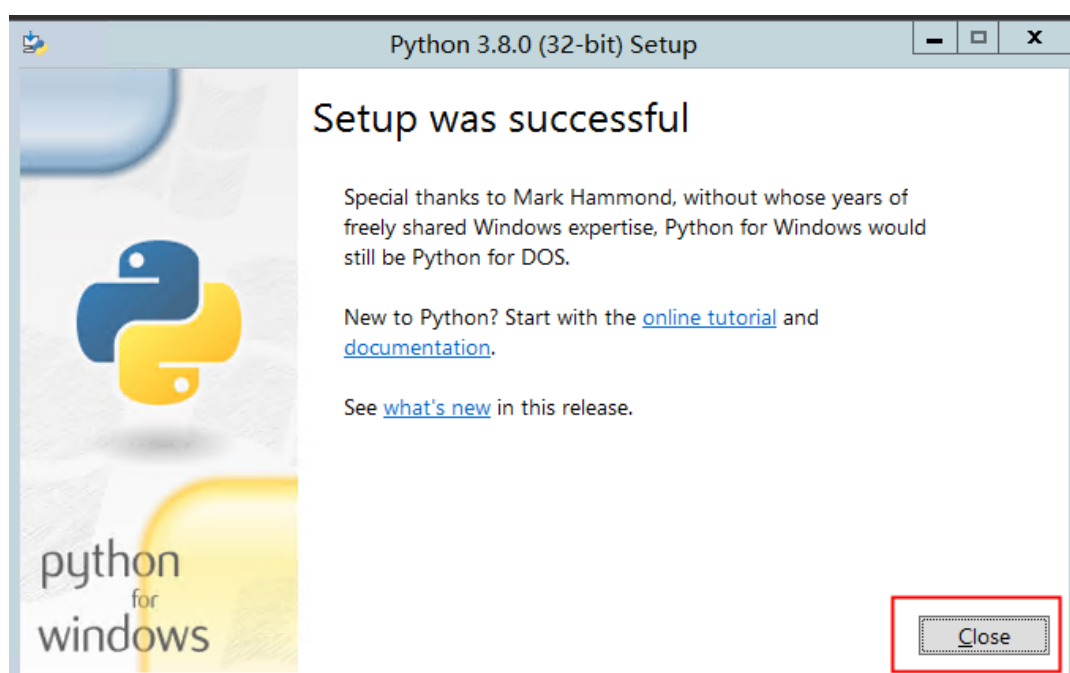 Python 3.8.0 (32-bit) Setup
Setup was successful
Special thanks to Mark Hammond, without whose years of
freely shared Windows expertise, Python for Windows would
still be Python for DOS.
New to Python? Start with the online tutorial and
documentation.
See what's new in this release.
python
for
windows
Close